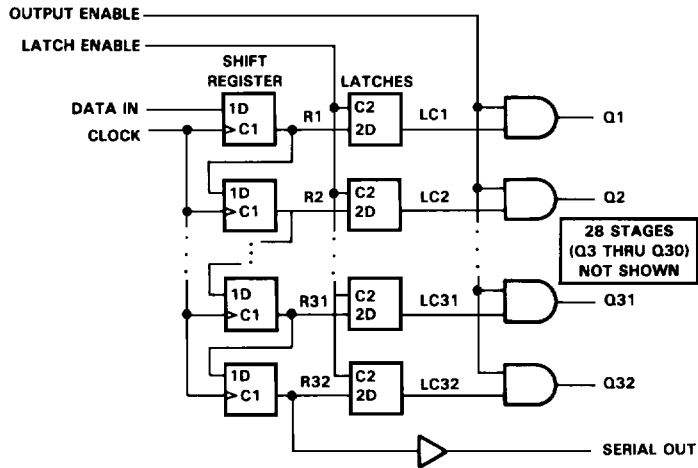 OUTPUT ENABLE
LATCH ENABLE
SHIFT
REGISTER
LATCHES
DATA IN
1D
R1
C2
LC1
Q1
CLOCK
C1
2D
1D
R2
C2
LC2
Q2
C1
2D
28 STAGES
(Q3 THRU Q30)
NOT SHOWN
1D
R31
C2
LC31
Q31
C1
2D
1D
R32
C2
LC32
Q32
C1
2D
SERIAL OUT